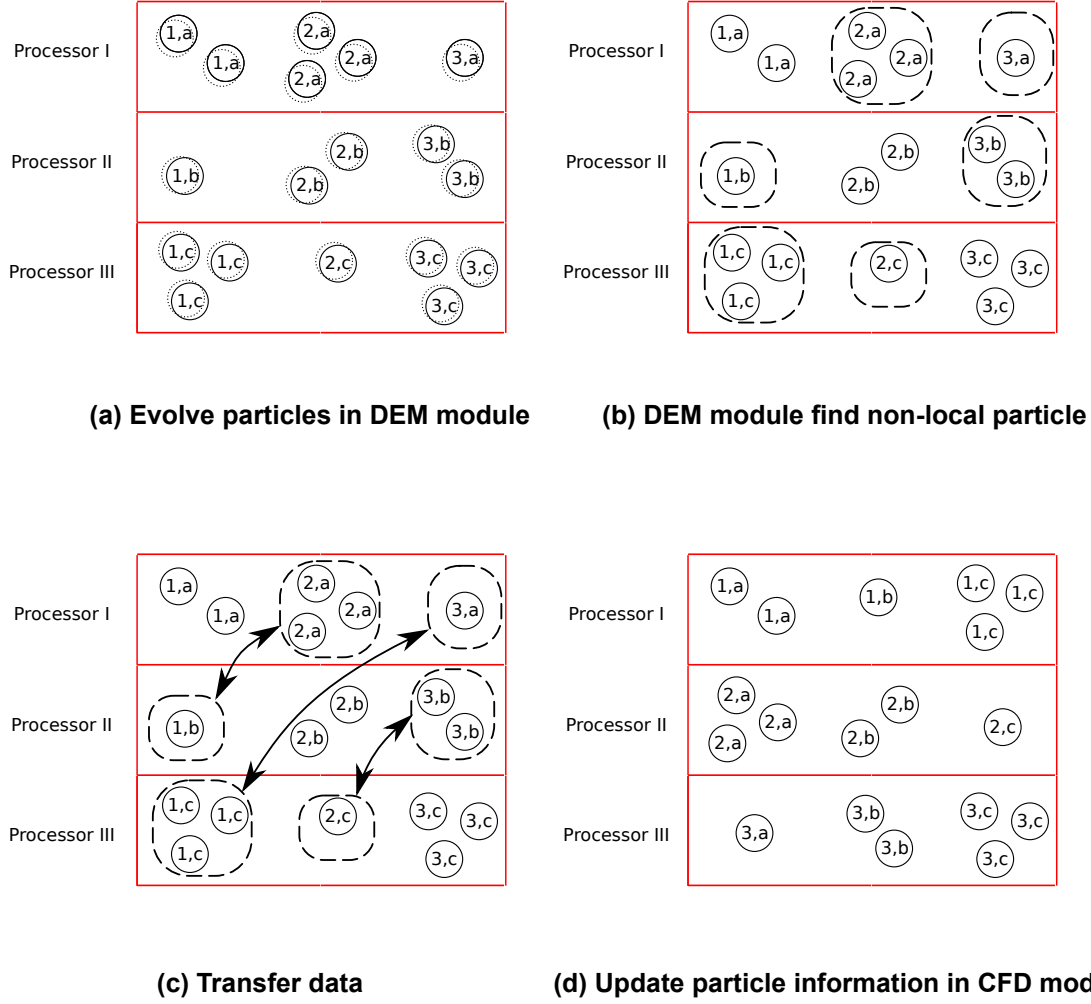 Processor I
1,a
1,a
2,a
2,a
2,a
3,a
Processor II
1,b
2,b
2,b
3,b
3,b
Processor III
1,c
1,c
1,c
2,c
3,c
3,c
3,c
(a) Evolve particles in DEM module
Processor I
1,a
1,a
2,a
2,a
2,a
3,a
Processor II
1,b
2,b
2,b
3,b
3,b
Processor III
1,c
1,c
1,c
2,c
3,c
3,c
3,c
(b) DEM module find non-local particle
Processor I
1,a
1,a
2,a
2,a
2,a
3,a
Processor II
1,b
2,b
2,b
3,b
3,b
Processor III
1,c
1,c
1,c
2,c
3,c
3,c
3,c
(c) Transfer data
Processor I
1,a
1,a
1,b
1,c
1,c
1,c
Processor II
2,a
2,a
2,a
2,b
2,b
2,c
Processor III
3,a
3,b
3,b
3,c
3,c
3,c
(d) Update particle information in CFD mod